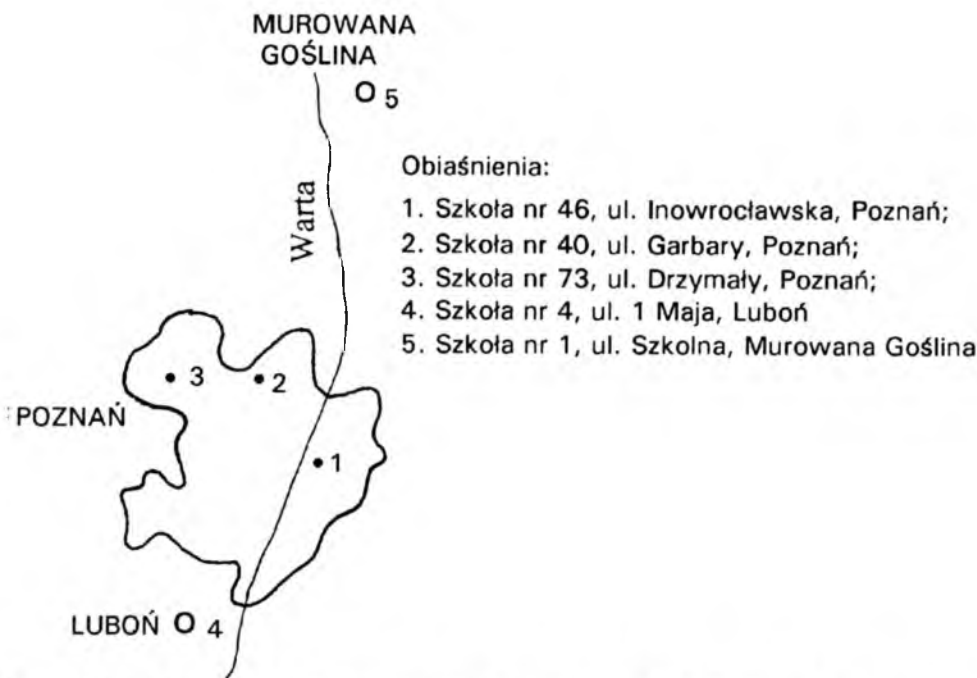 MUROWANA
GOŚLINA
5
Warta
Obiaśnienia:
1. Szkoła nr 46, ul. Inowrocławska, Poznań;
2. Szkoła nr 40, ul. Garbary, Poznań;
3. Szkoła nr 73, ul. Drzymały, Poznań;
4. Szkoła nr 4, ul. 1 Maja, Luboń
5. Szkoła nr 1, ul. Szkolna, Murowana Goślina
3
2
POZNAŃ
1
LUBOŃ 4